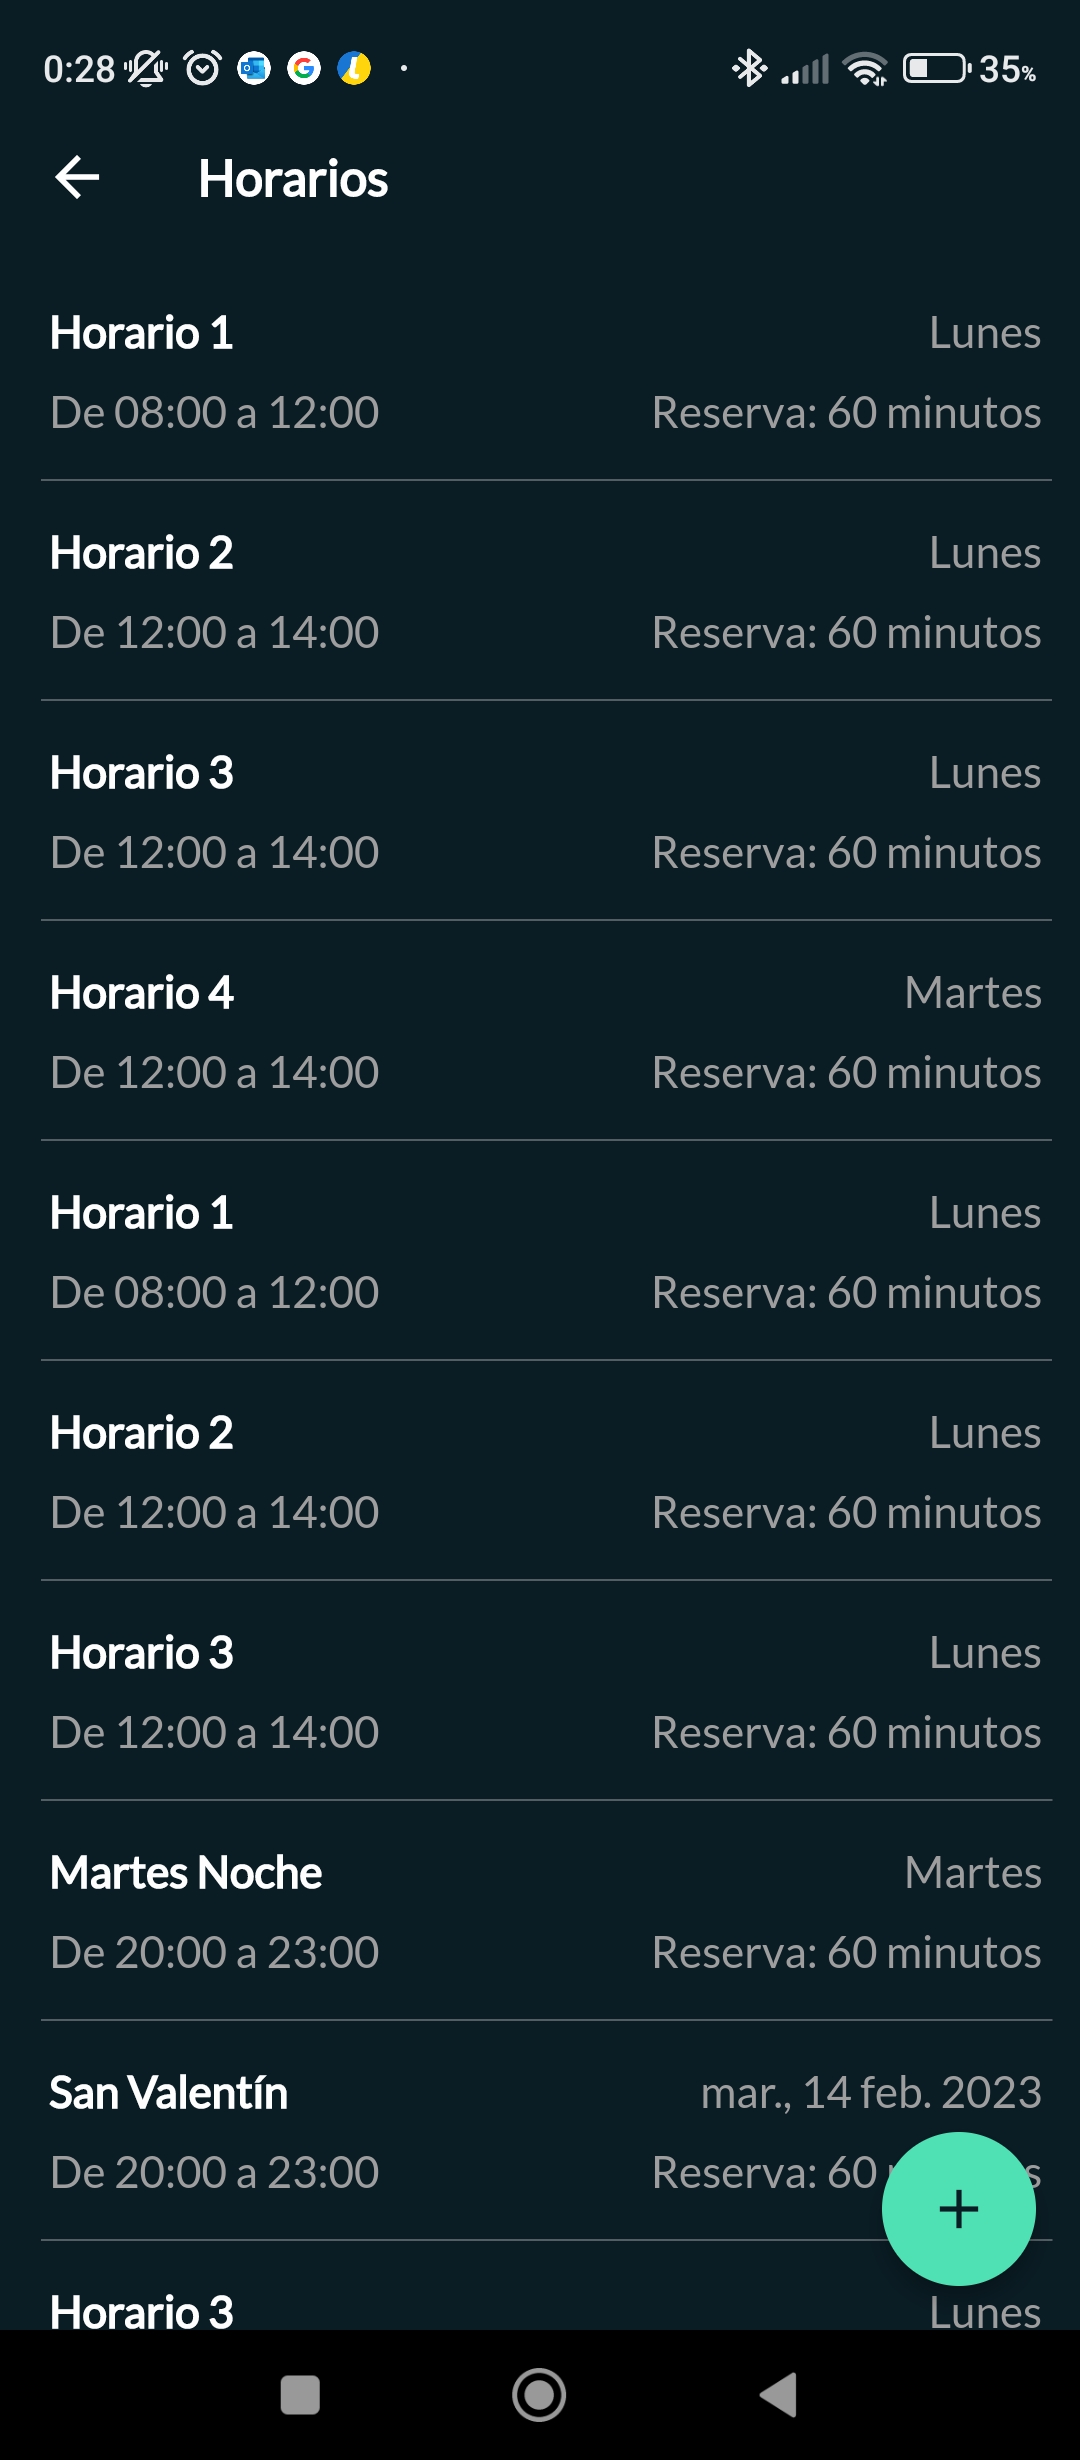 0:28 35%
Horarios
Horario 1 Lunes
De 08:00 a 12:00 Reserva: 60 minutos
Horario 2 Lunes
De 12:00 a 14:00 Reserva: 60 minutos
Horario 3 Lunes
De 12:00 a 14:00 Reserva: 60 minutos
Horario 4 Martes
De 12:00 a 14:00 Reserva: 60 minutos
Horario 1 Lunes
De 08:00 a 12:00 Reserva: 60 minutos
Horario 2 Lunes
De 12:00 a 14:00 Reserva: 60 minutos
Horario 3 Lunes
De 12:00 a 14:00 Reserva: 60 minutos
Martes Noche Martes
De 20:00 a 23:00 Reserva: 60 minutos
San Valentín mar., 14 feb. 2023
De 20:00 a 23:00 Reserva: 60
Horario 3 Lunes